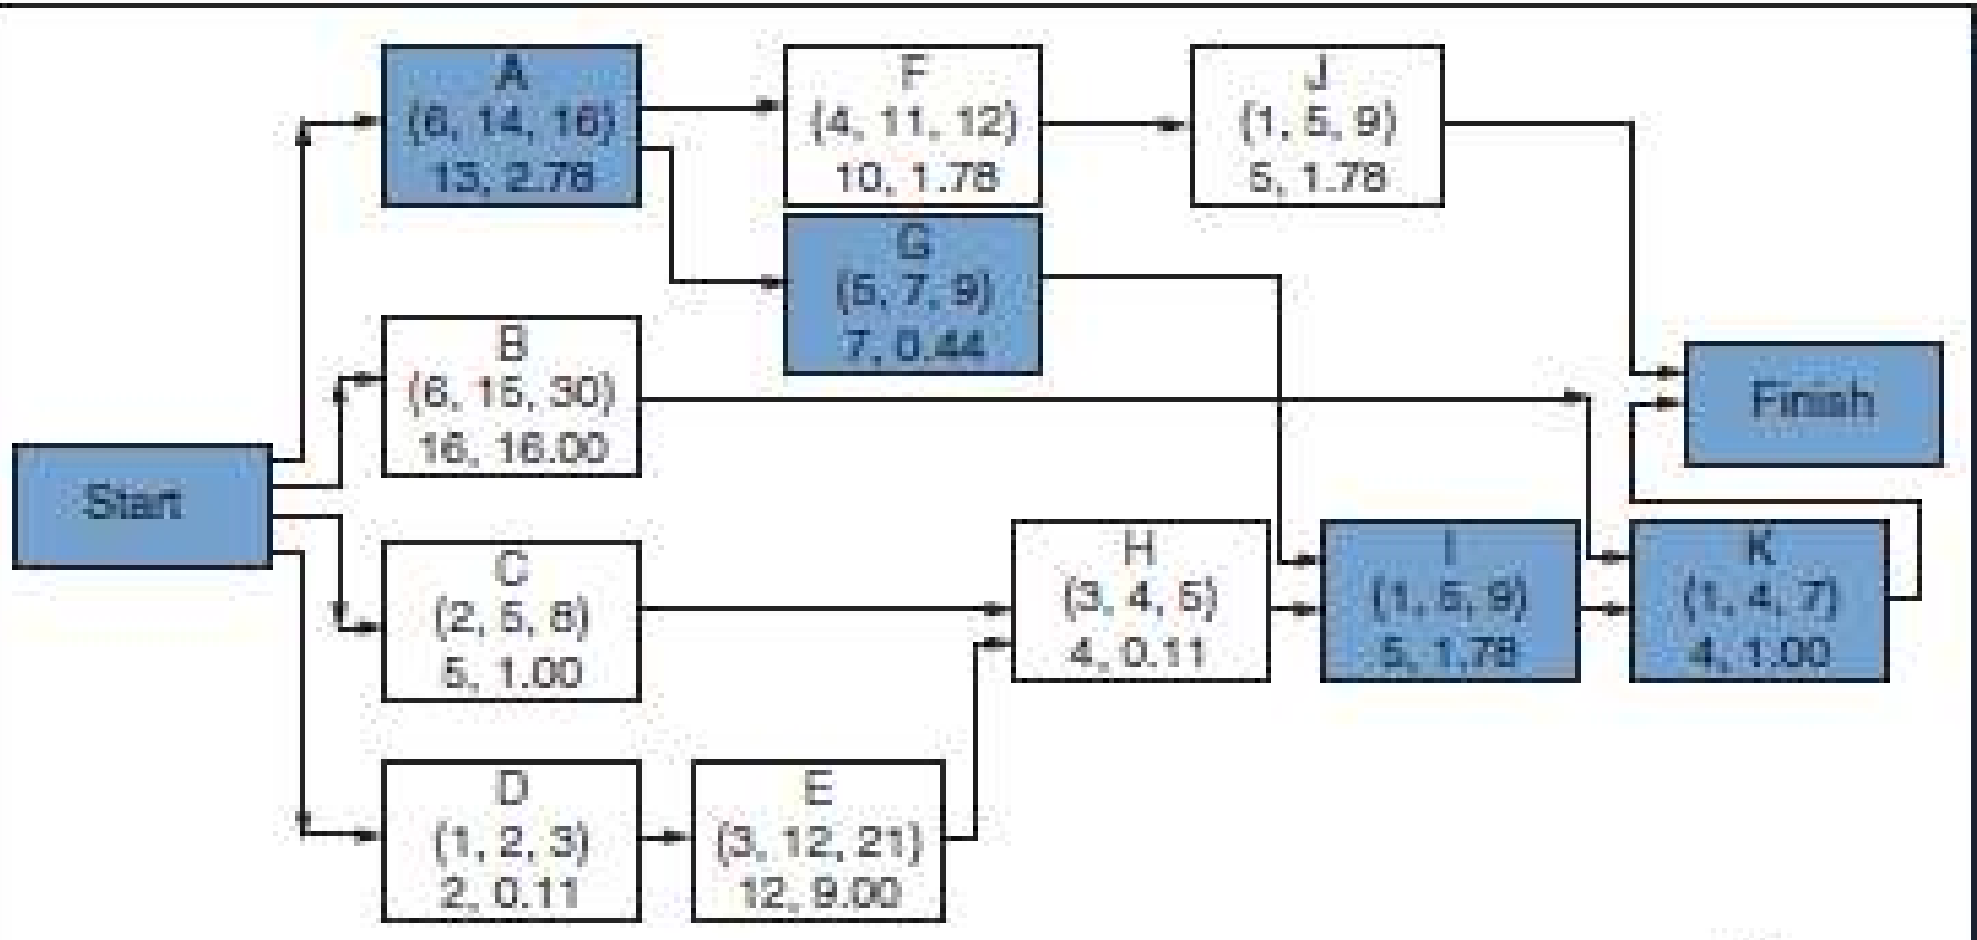 A
(6, 14, 16)
13, 2.78
F
(4, 11, 12)
10, 1.78
J
(1, 5, 9)
5, 1.78
G
(5, 7, 9)
7, 0.44
B
(6, 15, 30)
16, 16.00
Finish
Start
C
(2, 5, 8)
5, 1.00
H
(3, 4, 5)
4, 0.11
I
(1, 5, 9)
5, 1.78
K
(1, 4, 7)
4, 1.00
D
(1, 2, 3)
2, 0.11
E
(3, 12, 21)
12, 9.00